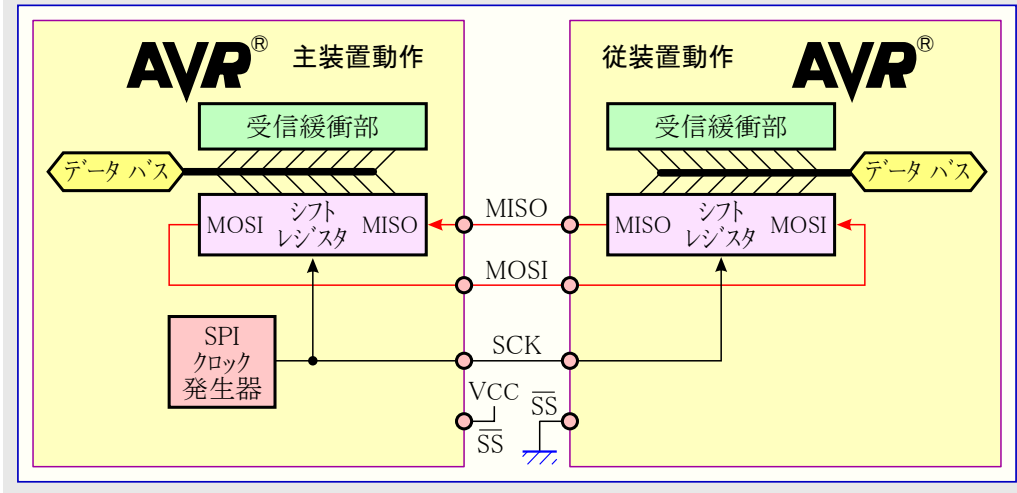 AVR® 主装置動作
受信緩衝部
データ バス
MOSI シフト レジスタ MISO
SPI
クロック
発生器
MISO
MOSI
SCK
VCC
SS
SS
従装置動作 AVR®
受信緩衝部
データ バス
MISO シフト レジスタ MOSI